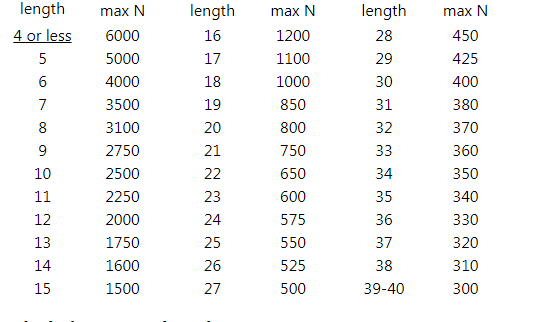 length max N length max N length max N
4 or less 6000 16 1200 28 450
5 5000 17 1100 29 425
6 4000 18 1000 30 400
7 3500 19 850 31 380
8 3100 20 800 32 370
9 2750 21 750 33 360
10 2500 22 650 34 350
11 2250 23 600 35 340
12 2000 24 575 36 330
13 1750 25 550 37 320
14 1600 26 525 38 310
15 1500 27 500 39-40 300